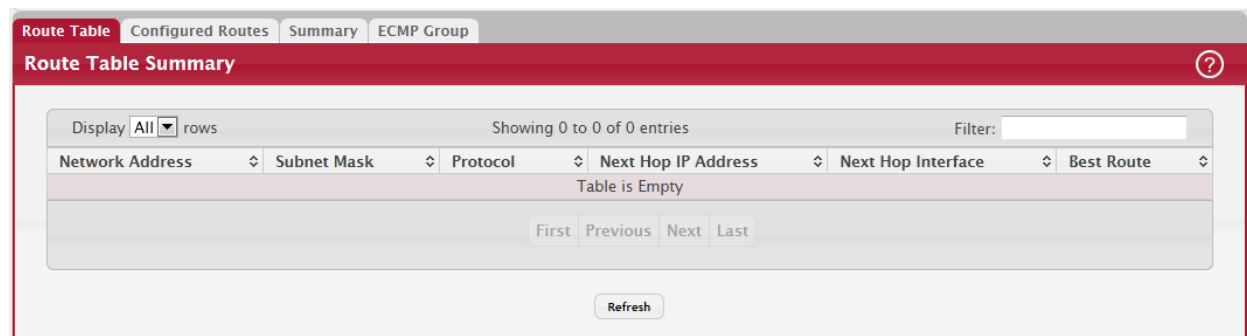 Route Table Configured Routes Summary ECMP Group
Route Table Summary ?
Display All rows Showing 0 to 0 of 0 entries Filter:
Network Address Subnet Mask Protocol Next Hop IP Address Next Hop Interface Best Route
Table is Empty
First Previous Next Last
Refresh